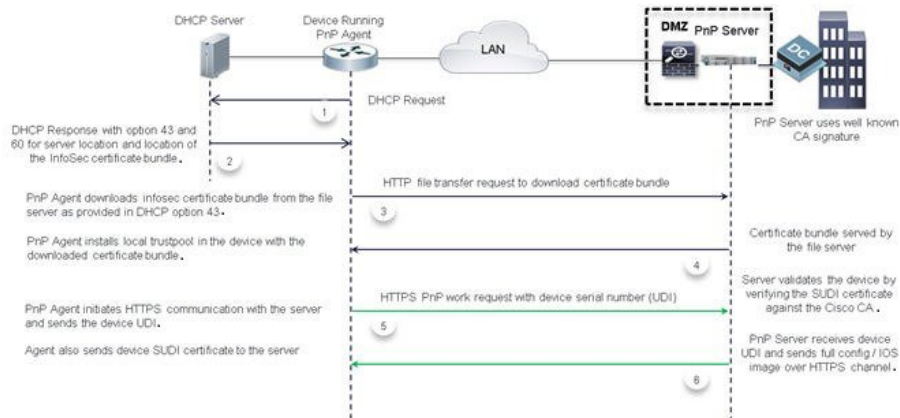 DHCP Server
Device Running
PnP Agent
LAN
DMZ
PnP Server
DC
DHCP Request
1
PnP Server uses well known
CA signature
DHCP Response with option 43 and
60 for server location and location of
the InfoSec certificate bundle.
2
HTTP file transfer request to download certificate bundle
PnP Agent downloads infosec certificate bundle from the file
server as provided in DHCP option 43.
3
PnP Agent installs local trustpool in the device with the
downloaded certificate bundle.
Certificate bundle served by
the file server
4
PnP Agent initiates HTTPS communication with the server
and sends the device UDI.
HTTPS PnP work request with device serial number (UDI)
5
Server validates the device by
verifying the SUDI certificate
against the Cisco CA.
Agent also sends device SUDI certificate to the server
PnP Server receives device
UDI and sends full config / IOS
image over HTTPS channel.
6